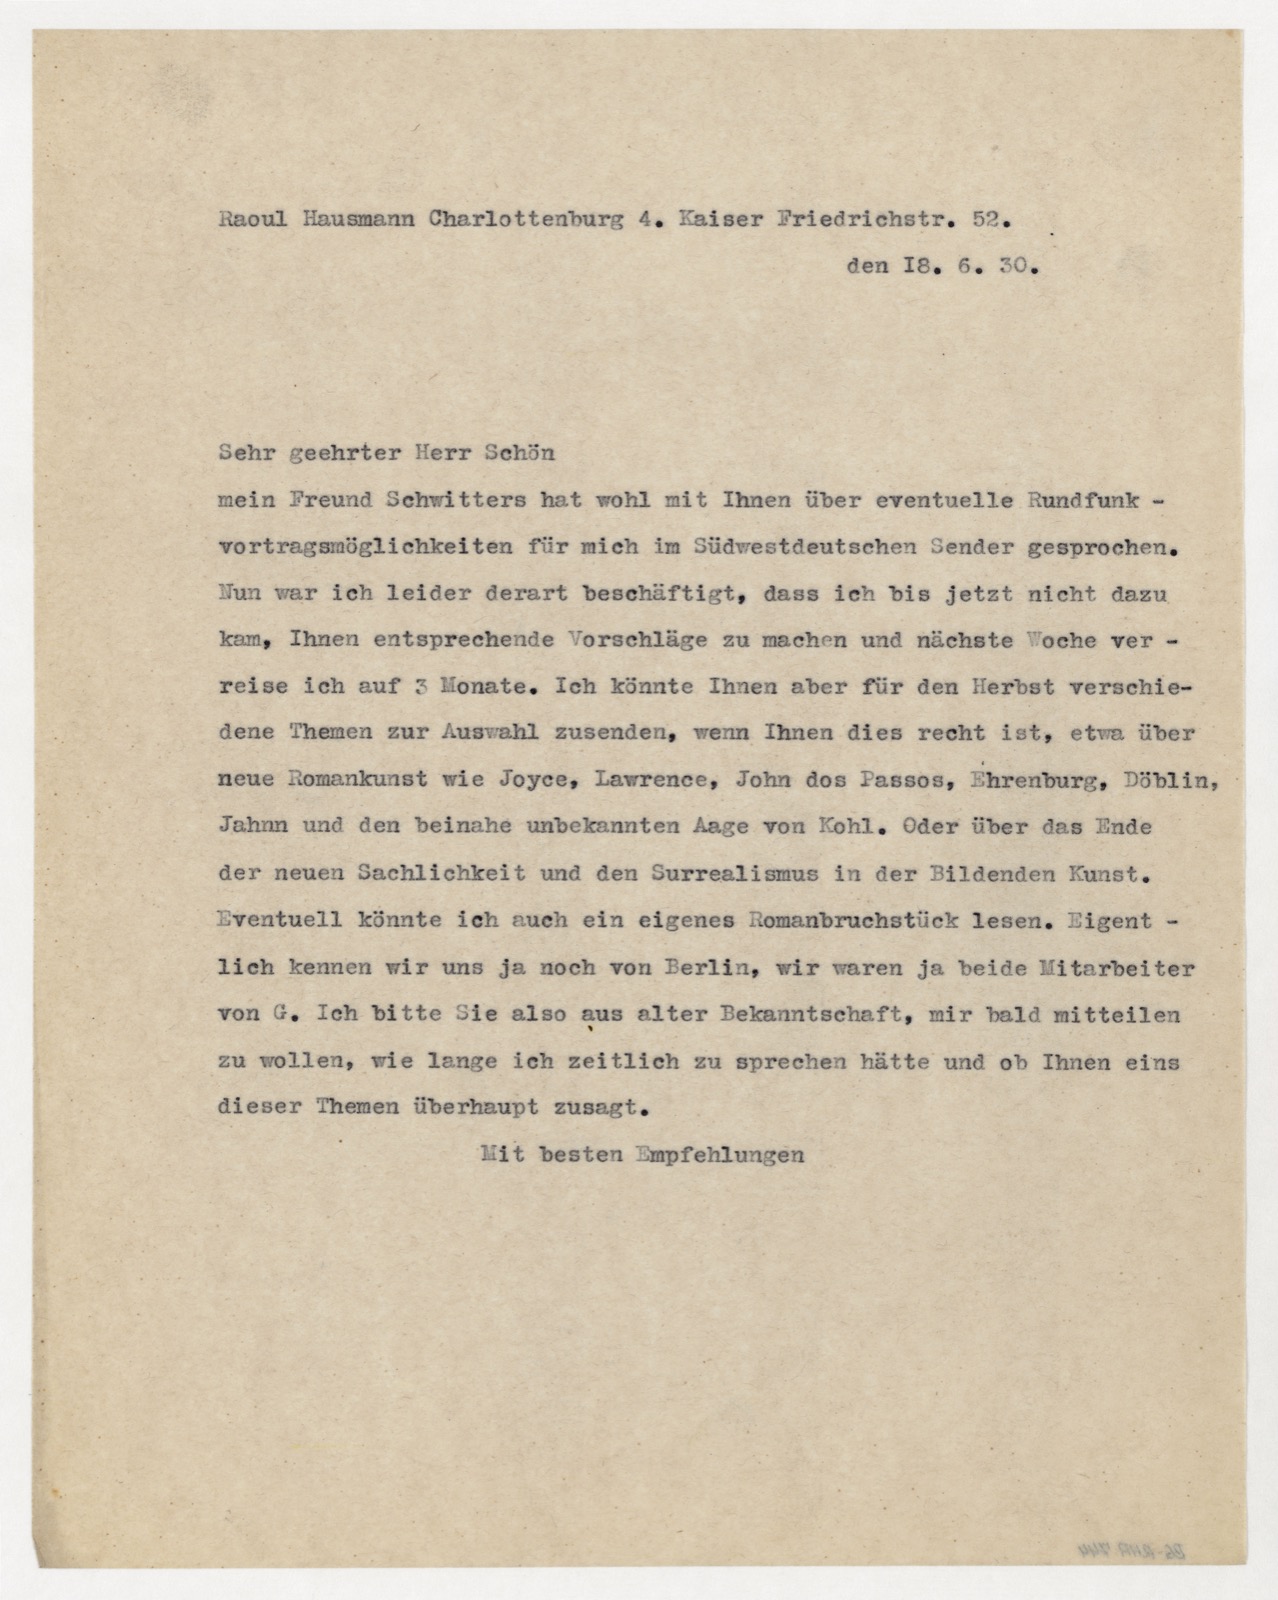 Raoul Hausmann Charlottenburg 4. Kaiser Friedrichstr. 52.
den I8. 6. 30.
Sehr geehrter Herr Schön
mein Freund Schwitters hat wohl mit Ihnen über eventuelle Rundfunk -
vortragsmöglichkeiten für mich im Südwestdeutschen Sender gesprochen.
Nun war ich leider derart beschäftigt, dass ich bis jetzt nicht dazu
kam, Ihnen entsprechende Vorschläge zu machen und nächste Woche ver -
reise ich auf 3 Monate. Ich könnte Ihnen aber für den Herbst verschie-
dene Themen zur Auswahl zusenden, wenn Ihnen dies recht ist, etwa über
neue Romankunst wie Joyce, Lawrence, John dos Passos, Ehrenburg, Döblin,
Jahnn und den beinahe unbekannten Aage von Kohl. Oder über das Ende
der neuen Sachlichkeit und den Surrealismus in der Bildenden Kunst.
Eventuell könnte ich auch ein eigenes Romanbruchstück lesen. Eigent -
lich kennen wir uns ja noch von Berlin, wir waren ja beide Mitarbeiter
von G. Ich bitte Sie also aus alter Bekanntschaft, mir bald mitteilen
zu wollen, wie lange ich zeitlich zu sprechen hätte und ob Ihnen eins
dieser Themen überhaupt zusagt.
Mit besten Empfehlungen